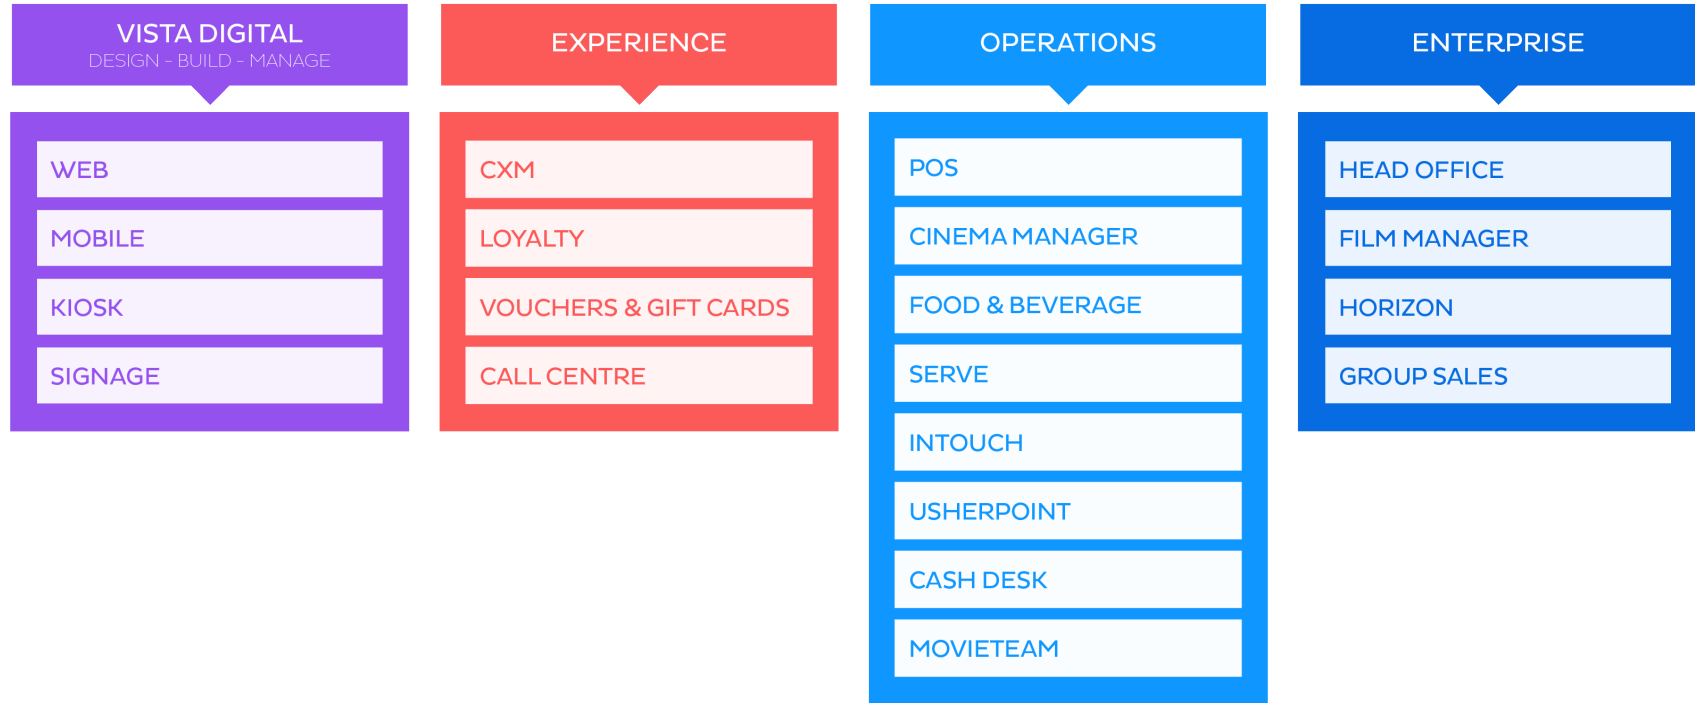 VISTA DIGITAL
DESIGN - BUILD - MANAGE
WEB
MOBILE
KIOSK
SIGNAGE
EXPERIENCE
CXM
LOYALTY
VOUCHERS & GIFT CARDS
CALL CENTRE
OPERATIONS
POS
CINEMA MANAGER
FOOD & BEVERAGE
SERVE
INTOUCH
USHERPOINT
CASH DESK
MOVIETEAM
ENTERPRISE
HEAD OFFICE
FILM MANAGER
HORIZON
GROUP SALES